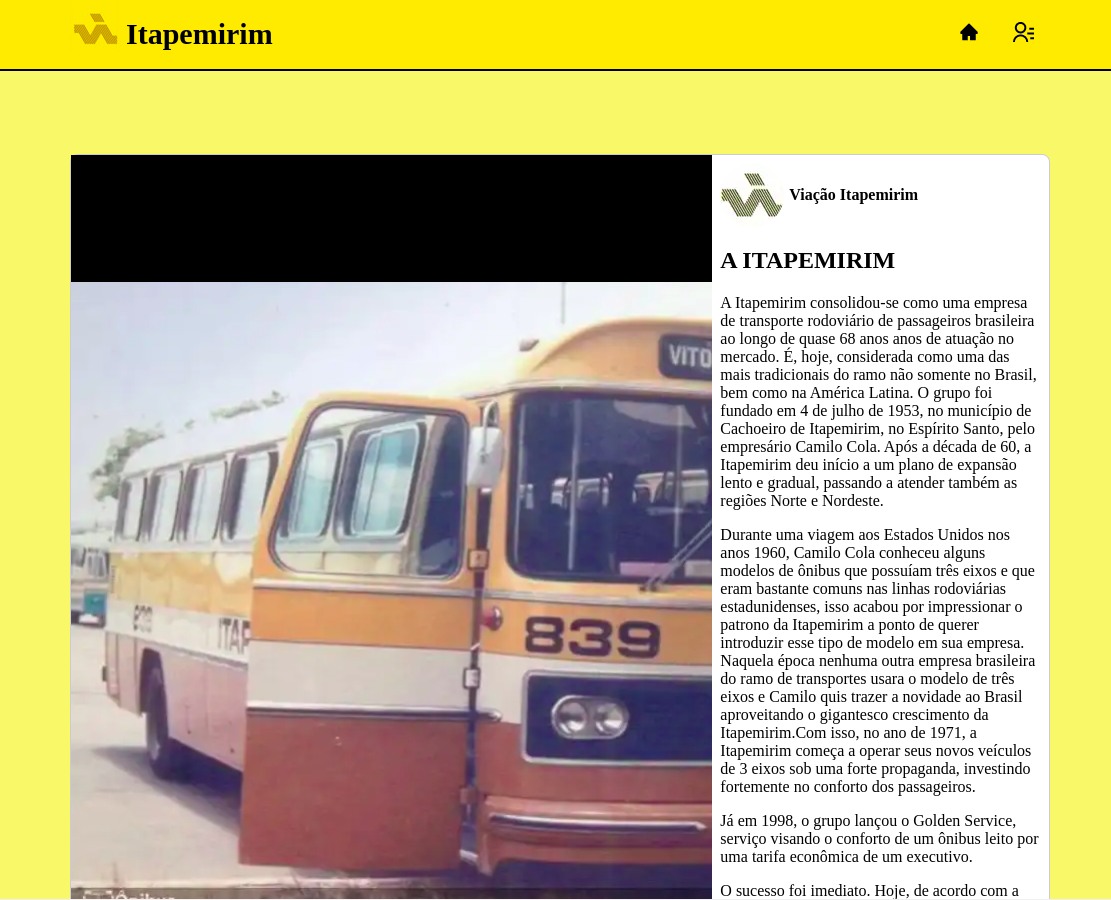 Itapemirim
Viação Itapemirim
A ITAPEMIRIM
A Itapemirim consolidou-se como uma empresa
de transporte rodoviário de passageiros brasileira
ao longo de quase 68 anos anos de atuação no
mercado. É, hoje, considerada como uma das
mais tradicionais do ramo não somente no Brasil,
bem como na América Latina. O grupo foi
fundado em 4 de julho de 1953, no município de
Cachoeiro de Itapemirim, no Espírito Santo, pelo
empresário Camilo Cola. Após a década de 60, a
Itapemirim deu início a um plano de expansão
lento e gradual, passando a atender também as
regiões Norte e Nordeste.
Durante uma viagem aos Estados Unidos nos
anos 1960, Camilo Cola conheceu alguns
modelos de ônibus que possuíam três eixos e que
eram bastante comuns nas linhas rodoviárias
estadunidenses, isso acabou por impressionar o
patrono da Itapemirim a ponto de querer
introduzir esse tipo de modelo em sua empresa.
Naquela época nenhuma outra empresa brasileira
do ramo de transportes usara o modelo de três
eixos e Camilo quis trazer a novidade ao Brasil
aproveitando o gigantesco crescimento da
Itapemirim.Com isso, no ano de 1971, a
Itapemirim começa a operar seus novos veículos
de 3 eixos sob uma forte propaganda, investindo
fortemente no conforto dos passageiros.
Já em 1998, o grupo lançou o Golden Service,
serviço visando o conforto de um ônibus leito por
uma tarifa econômica de um executivo.
O sucesso foi imediato. Hoje, de acordo com a
VITO
839
ITAP
839